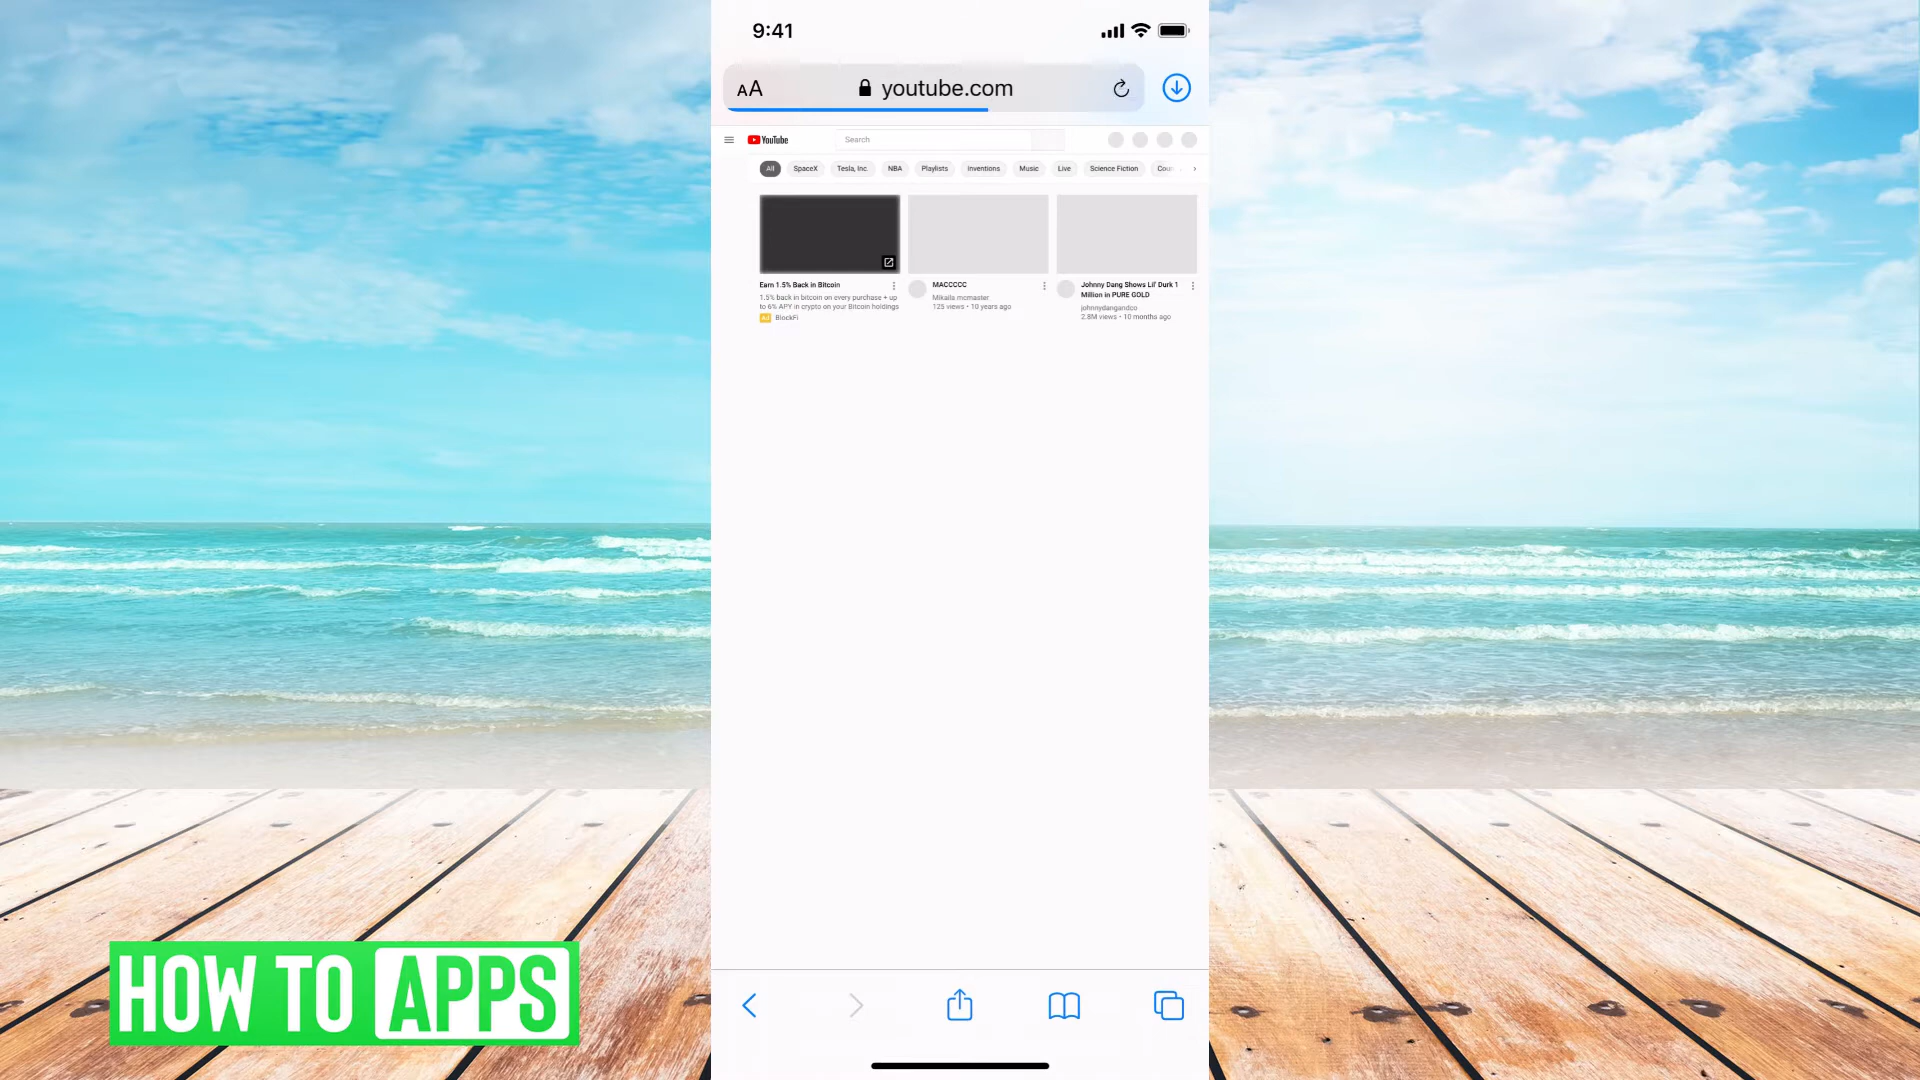 9:41
AA youtube.com
YouTube Search
All SpaceX Tesla, Inc. NBA Playlists Inventions Music Live Science Fiction
Earn 1.5% Back in Bitcoin
1.5% back in bitcoin on every purchase + up
to 6% APY in crypto on your Bitcoin holdings
Ad BlockFi
MACCCCC
Mikaila mcmaster
125 views • 10 years ago
Johnny Dang Shows Lil' Durk 1
Million in PURE GOLD
johnnydangandco
2.8M views • 10 months ago
HOW TO APPS